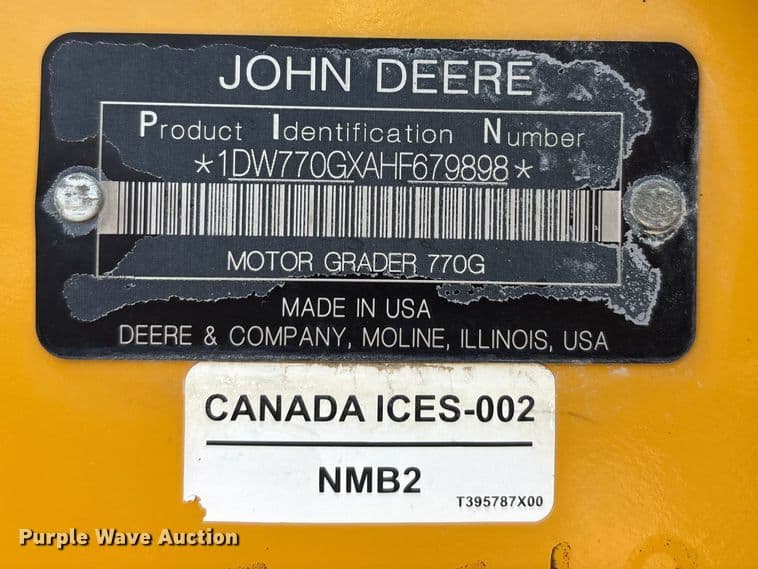 JOHN DEERE
Product Identification Number
*1DW770GXAHF679898*
MOTOR GRADER 770G
MADE IN USA
DEERE & COMPANY, MOLINE, ILLINOIS, USA
CANADA ICES-002
NMB2
T395787X00
Purple Wave Auction